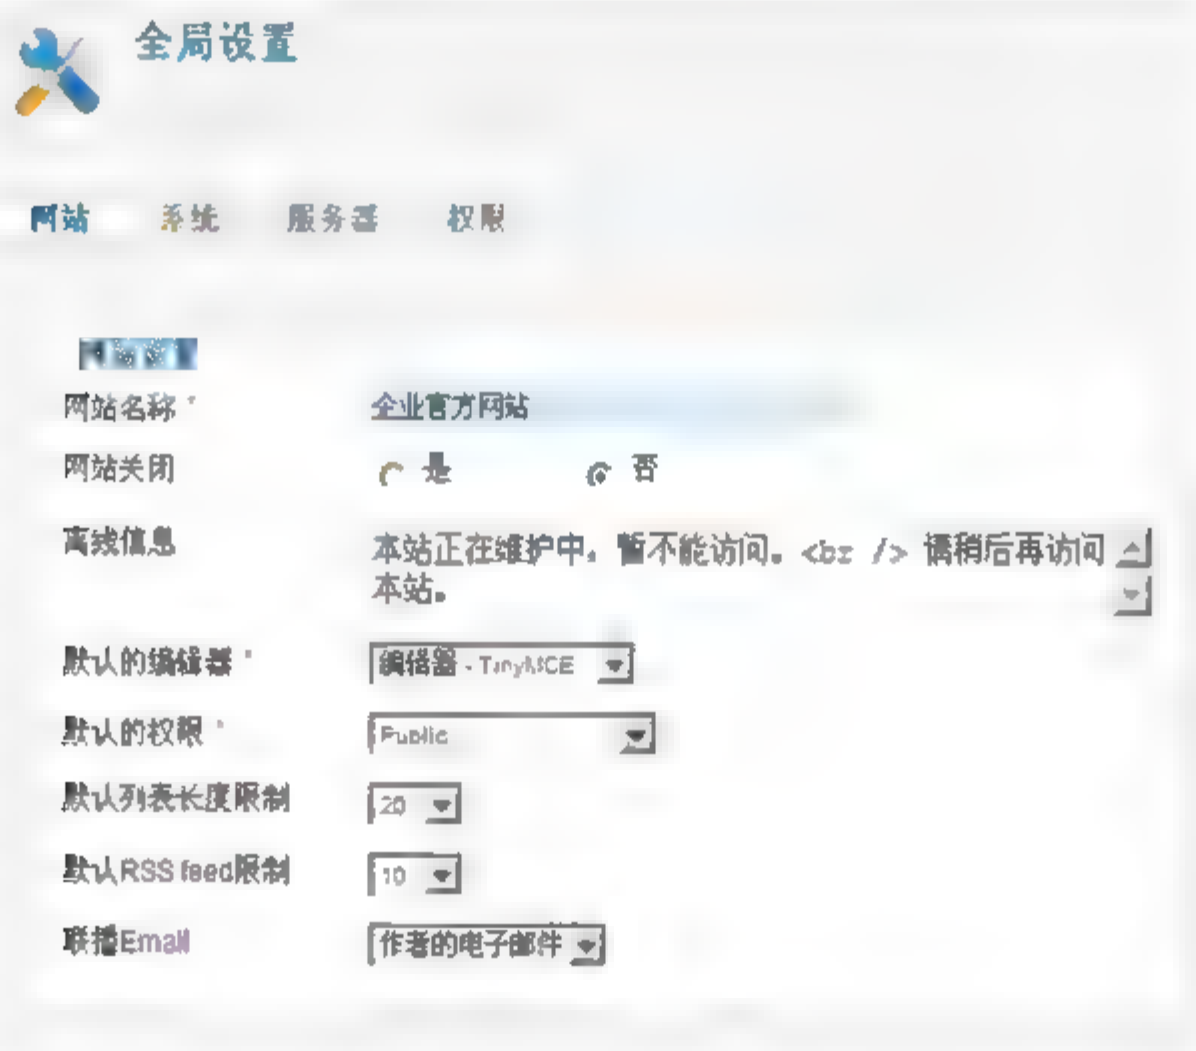 全局设置
网站 系统 服务器 权限
网站名称 * 企业官方网站
网站关闭 是 否
离线信息 本站正在维护中，暂不能访问。<br /> 请稍后再访问
本站。
默认的编辑器 * 编辑器 - TinyMCE
默认的权限 * Public
默认列表长度限制 20
默认RSS feed限制 10
联播Email 作者的电子邮件